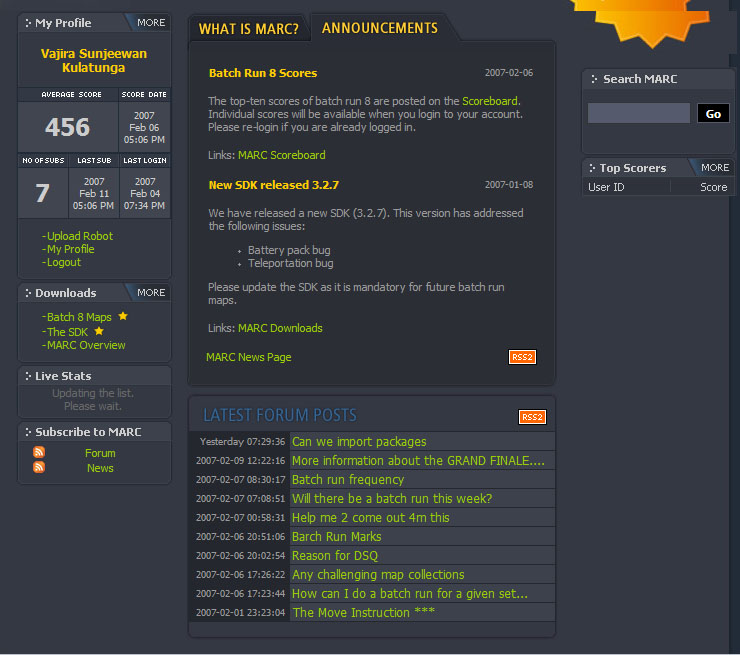 My Profile MORE
Vajira Sunjeewan
Kulatunga
AVERAGE SCORE SCORE DATE
456
2007
Feb 06
05:06 PM
NO OF SUBS LAST SUB LAST LOGIN
7
2007
Feb 11
05:06 PM
2007
Feb 04
07:34 PM
-Upload Robot
-My Profile
-Logout
Downloads MORE
-Batch 8 Maps
-The SDK
-MARC Overview
Live Stats
Updating the list.
Please wait.
Subscribe to MARC
Forum
News
WHAT IS MARC? ANNOUNCEMENTS
Batch Run 8 Scores 2007-02-06
The top-ten scores of batch run 8 are posted on the Scoreboard.
Individual scores will be available when you login to your account.
Please re-login if you are already logged in.
Links: MARC Scoreboard
New SDK released 3.2.7 2007-01-08
We have released a new SDK (3.2.7). This version has addressed
the following issues:
• Battery pack bug
• Teleportation bug
Please update the SDK as it is mandatory for future batch run
maps.
Links: MARC Downloads
MARC News Page RSS2
LATEST FORUM POSTS RSS2
Yesterday 07:29:36 Can we import packages
2007-02-09 12:22:16 More information about the GRAND FINALE....
2007-02-07 08:30:17 Batch run frequency
2007-02-07 07:08:51 Will there be a batch run this week?
2007-02-07 00:58:31 Help me 2 come out 4m this
2007-02-06 20:51:06 Barch Run Marks
2007-02-06 20:02:54 Reason for DSQ
2007-02-06 17:26:22 Any challenging map collections
2007-02-06 17:23:44 How can I do a batch run for a given set...
2007-02-01 23:23:04 The Move Instruction ***
Search MARC
Go
Top Scorers MORE
User ID Score